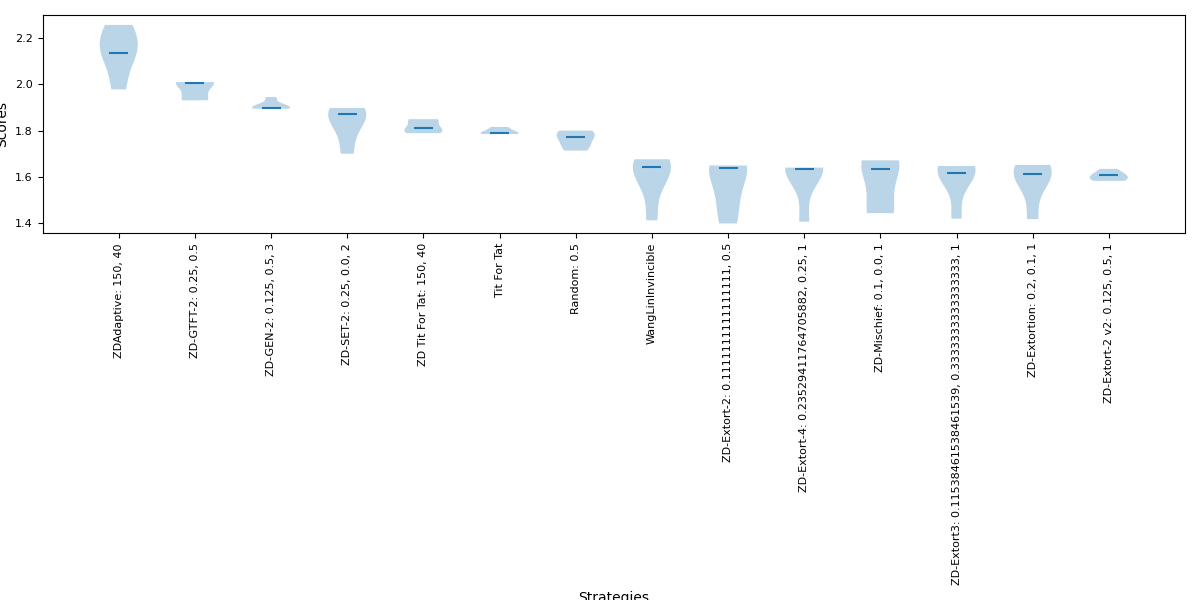 Scores
2.2
2.0
1.8
1.6
1.4
ZDAdaptive: 150, 40
ZD-GTFT-2: 0.25, 0.5
ZD-GEN-2: 0.125, 0.5, 3
ZD-SET-2: 0.25, 0.0, 2
ZD Tit For Tat: 150, 40
Tit For Tat
Random: 0.5
WangLinInvincible
ZD-Extort-2: 0.1111111111111111, 0.5
ZD-Extort-4: 0.23529411764705882, 0.25, 1
ZD-Mischief: 0.1, 0.0, 1
ZD-Extort3: 0.11538461538461539, 0.3333333333333333, 1
ZD-Extortion: 0.2, 0.1, 1
ZD-Extort-2 v2: 0.125, 0.5, 1
Strategies